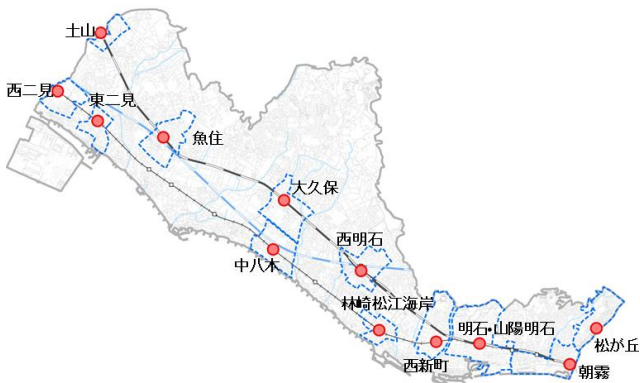 土山
西二見
東二見
魚住
大久保
西明石
中八木
林崎松江海岸
明石・山陽明石
西新町
松が丘
朝霧